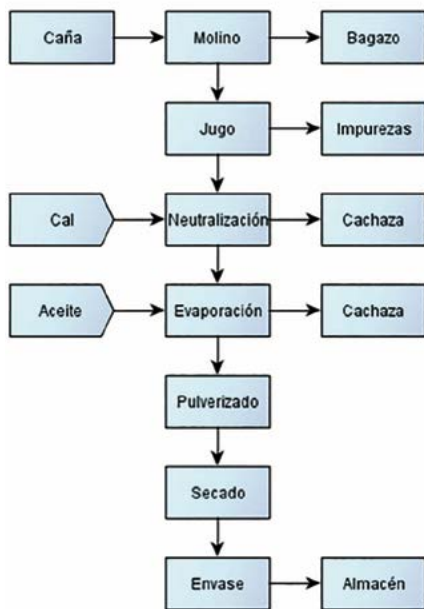 Caña
Molino
Bagazo
Jugo
Impurezas
Cal
Neutralización
Cachaza
Aceite
Evaporación
Cachaza
Pulverizado
Secado
Envase
Almacén